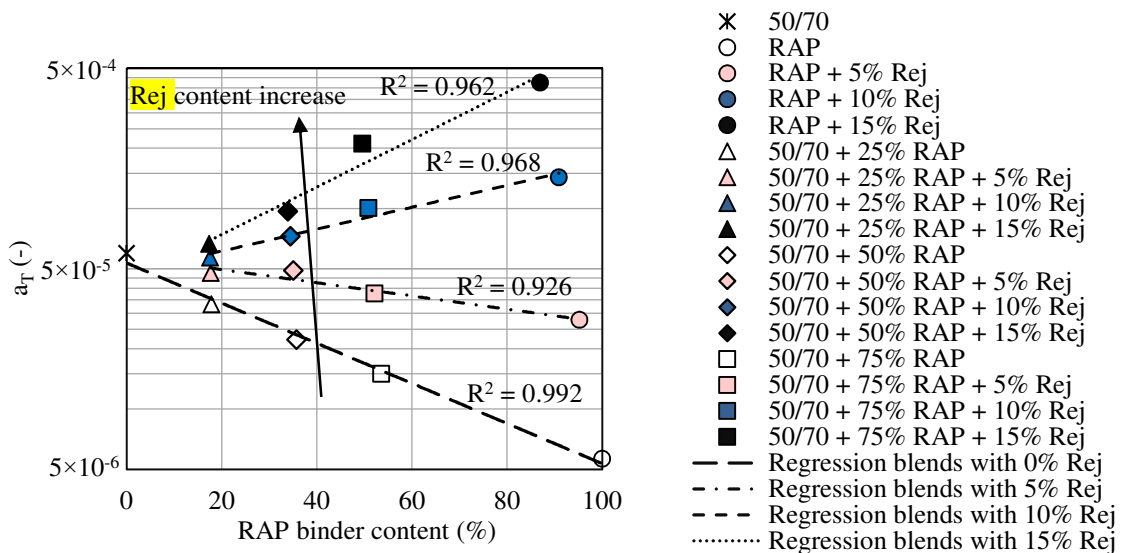 5×10⁻⁴
Rej content increase
R² = 0.962
R² = 0.968
5×10⁻⁵
R² = 0.926
R² = 0.992
5×10⁻⁶
a_T (-)
0 20 40 60 80 100
RAP binder content (%)
50/70
RAP
RAP + 5% Rej
RAP + 10% Rej
RAP + 15% Rej
50/70 + 25% RAP
50/70 + 25% RAP + 5% Rej
50/70 + 25% RAP + 10% Rej
50/70 + 25% RAP + 15% Rej
50/70 + 50% RAP
50/70 + 50% RAP + 5% Rej
50/70 + 50% RAP + 10% Rej
50/70 + 50% RAP + 15% Rej
50/70 + 75% RAP
50/70 + 75% RAP + 5% Rej
50/70 + 75% RAP + 10% Rej
50/70 + 75% RAP + 15% Rej
Regression blends with 0% Rej
Regression blends with 5% Rej
Regression blends with 10% Rej
Regression blends with 15% Rej